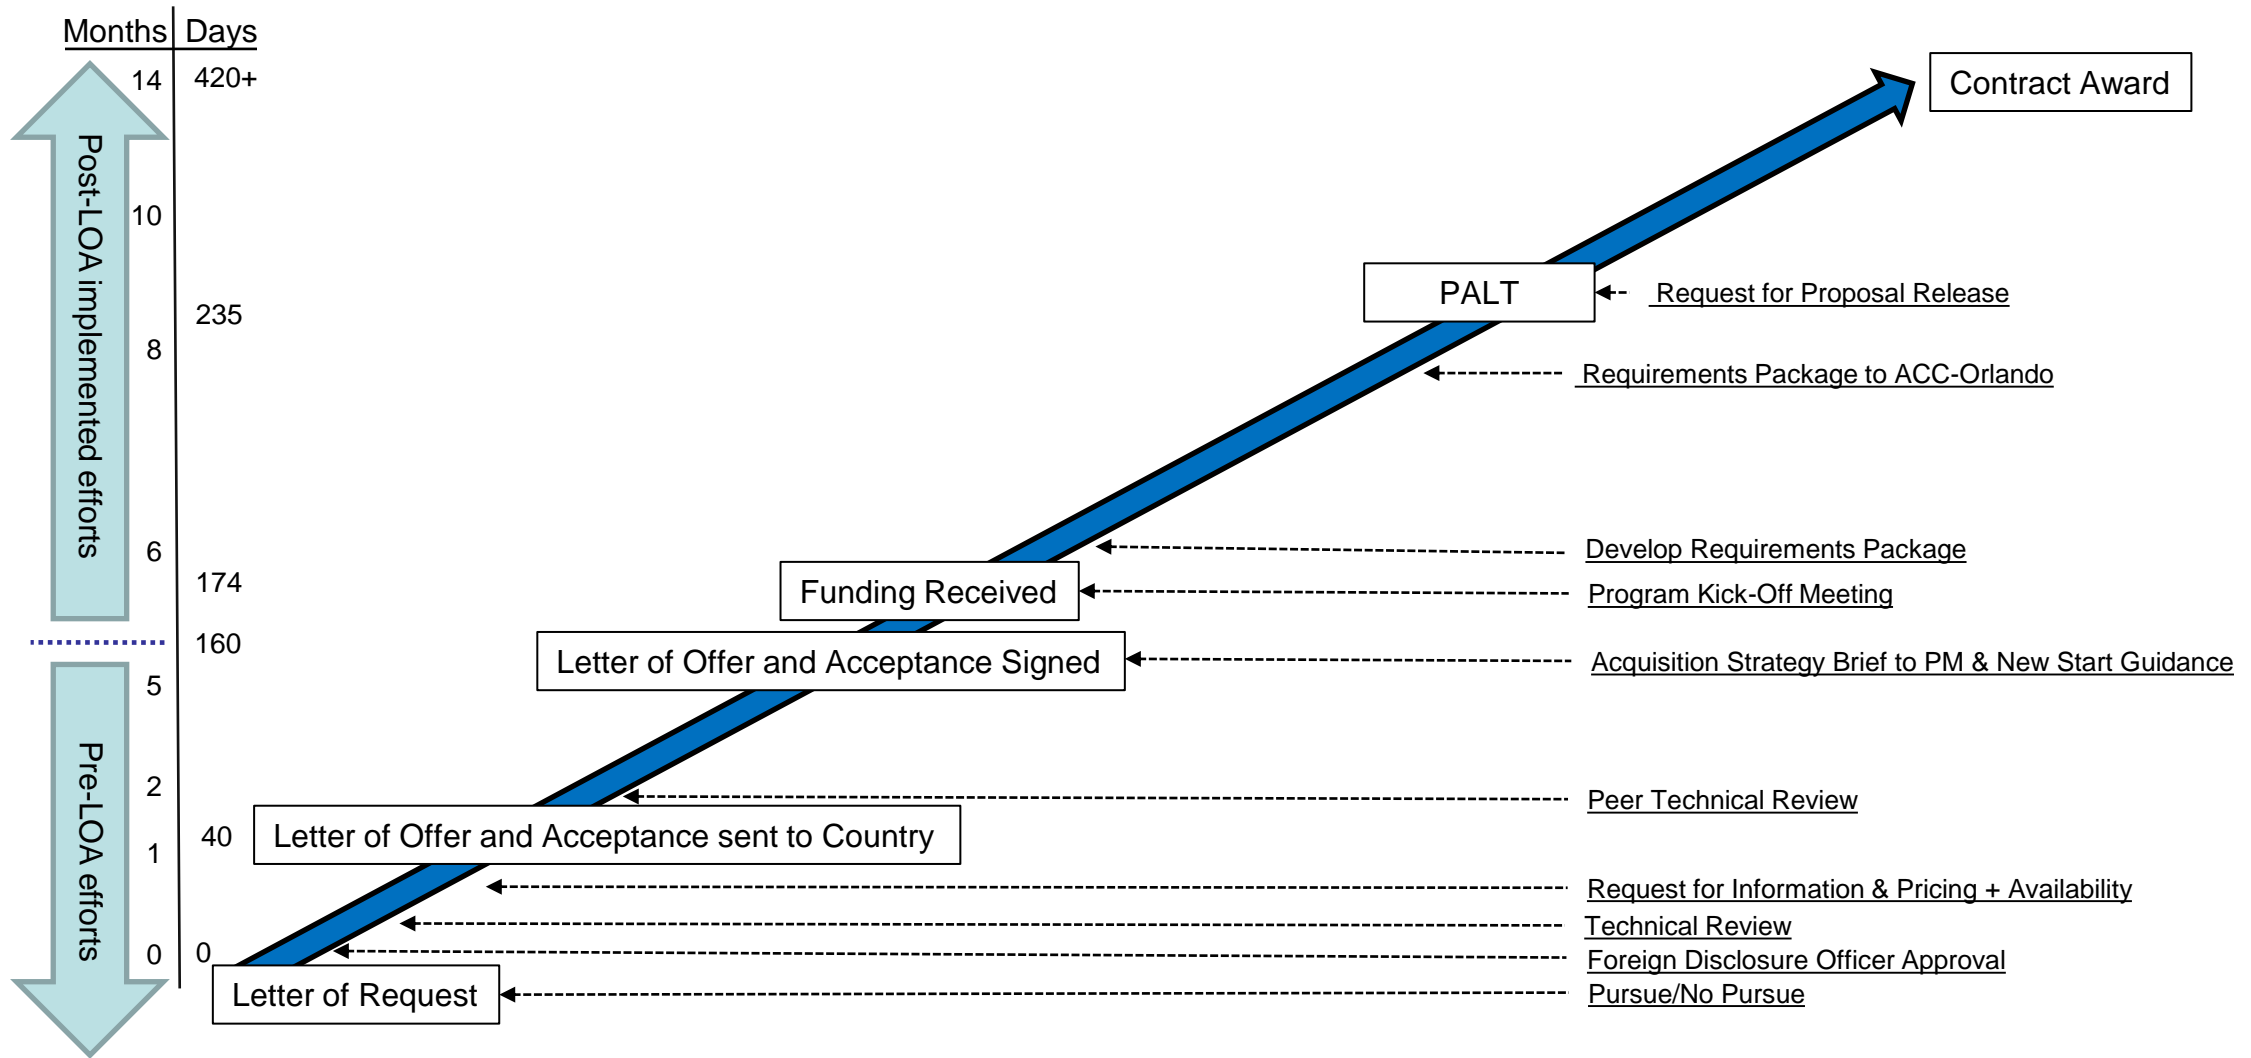 Months Days
14 420+
Contract Award
Post-LOA implemented efforts
10
PALT
Request for Proposal Release
235
8
Requirements Package to ACC-Orlando
6
Develop Requirements Package
174
Funding Received
Program Kick-Off Meeting
160
Letter of Offer and Acceptance Signed
Acquisition Strategy Brief to PM & New Start Guidance
5
Pre-LOA efforts
2
Peer Technical Review
40
Letter of Offer and Acceptance sent to Country
1
Request for Information & Pricing + Availability
Technical Review
0 0
Foreign Disclosure Officer Approval
Letter of Request
Pursue/No Pursue